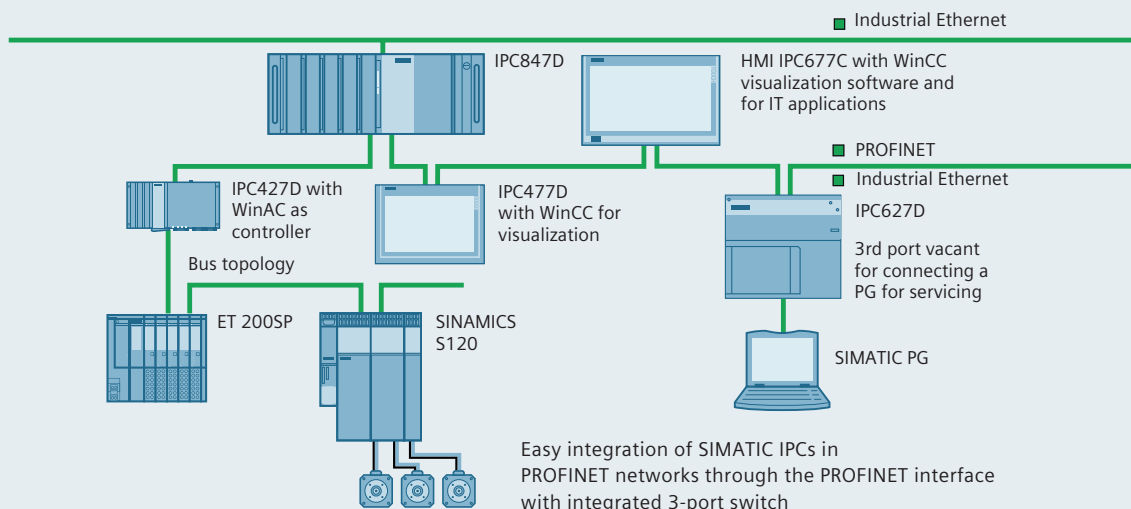 Industrial Ethernet
IPC847D
HMI IPC677C with WinCC
visualization software and
for IT applications
PROFINET
Industrial Ethernet
IPC427D with
WinAC as
controller
IPC477D
with WinCC for
visualization
IPC627D
3rd port vacant
for connecting a
PG for servicing
Bus topology
ET 200SP
SINAMICS
S120
SIMATIC PG
Easy integration of SIMATIC IPCs in
PROFINET networks through the PROFINET interface
with integrated 3-port switch